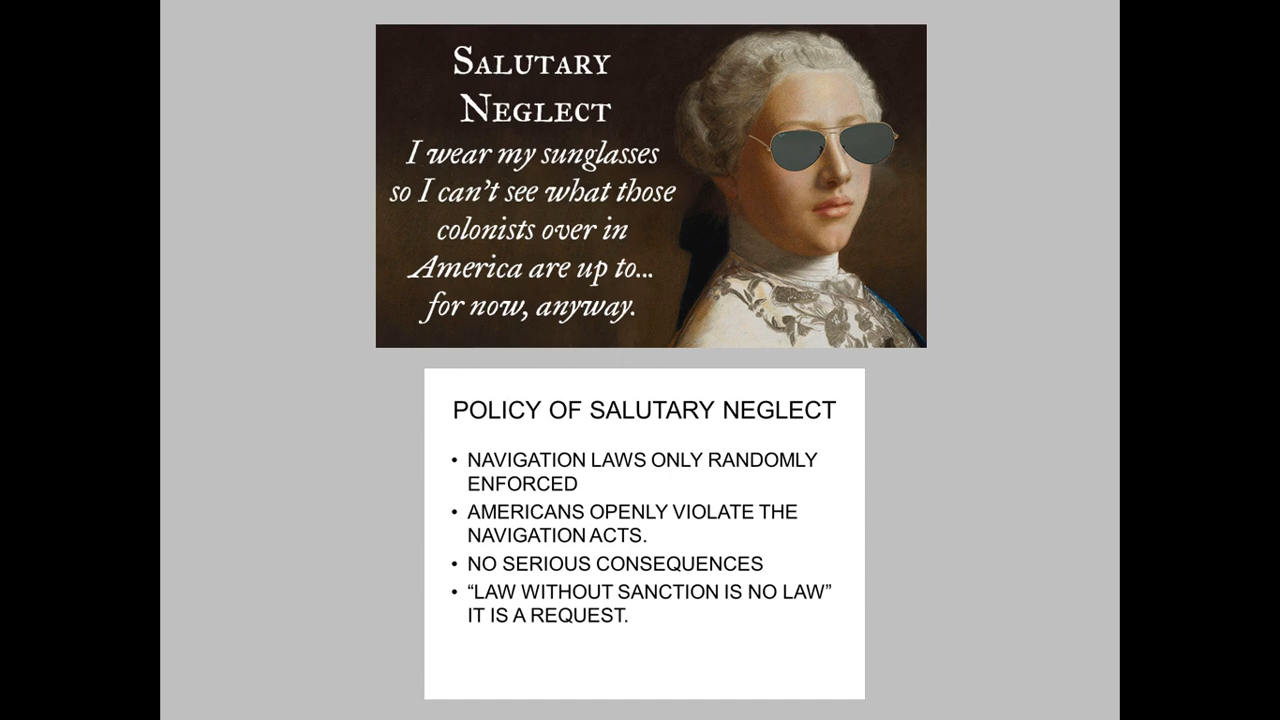 SALUTARY
NEGLECT
I wear my sunglasses
so I can't see what those
colonists over in
America are up to...
for now, anyway.
POLICY OF SALUTARY NEGLECT
• NAVIGATION LAWS ONLY RANDOMLY
ENFORCED
• AMERICANS OPENLY VIOLATE THE
NAVIGATION ACTS.
• NO SERIOUS CONSEQUENCES
• “LAW WITHOUT SANCTION IS NO LAW”
IT IS A REQUEST.